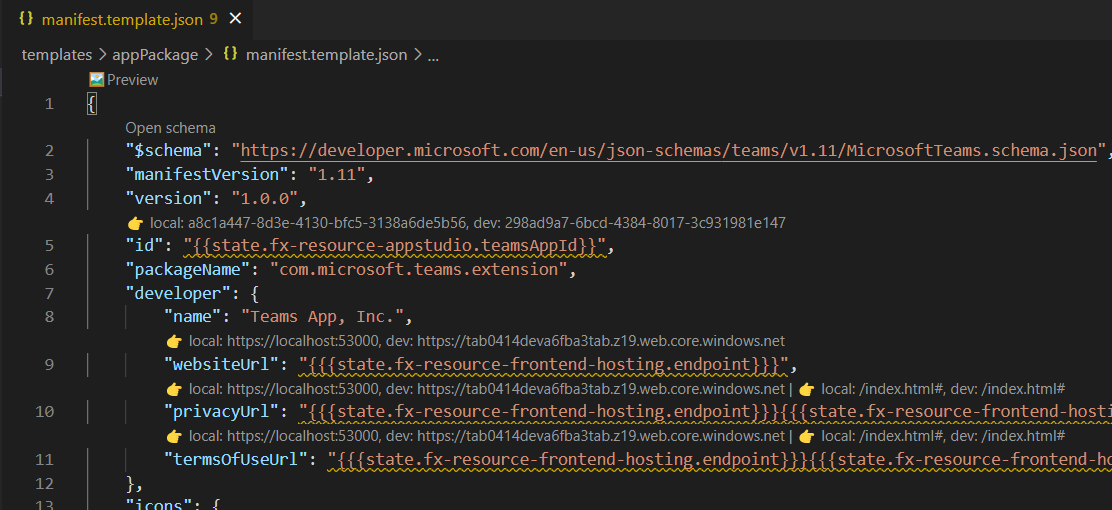 {} manifest.template.json 9 ×
templates > appPackage > {} manifest.template.json > ...
Preview
1 {
Open schema
2 "$schema": "https://developer.microsoft.com/en-us/json-schemas/teams/v1.11/MicrosoftTeams.schema.json",
3 "manifestVersion": "1.11",
4 "version": "1.0.0",
👉 local: a8c1a447-8d3e-4130-bfc5-3138a6de5b56, dev: 298ad9a7-6bcd-4384-8017-3c931981e147
5 "id": "{{state.fx-resource-appstudio.teamsAppId}}",
6 "packageName": "com.microsoft.teams.extension",
7 "developer": {
8 "name": "Teams App, Inc.",
👉 local: https://localhost:53000, dev: https://tab0414deva6fba3tab.z19.web.core.windows.net
9 "websiteUrl": "{{{state.fx-resource-frontend-hosting.endpoint}}}",
👉 local: https://localhost:53000, dev: https://tab0414deva6fba3tab.z19.web.core.windows.net | 👉 local: /index.html#, dev: /index.html#
10 "privacyUrl": "{{{state.fx-resource-frontend-hosting.endpoint}}}{{{state.fx-resource-frontend-hosti
👉 local: https://localhost:53000, dev: https://tab0414deva6fba3tab.z19.web.core.windows.net | 👉 local: /index.html#, dev: /index.html#
11 "termsOfUseUrl": "{{{state.fx-resource-frontend-hosting.endpoint}}}{{{state.fx-resource-frontend-ho
12 },
13 "icons": {